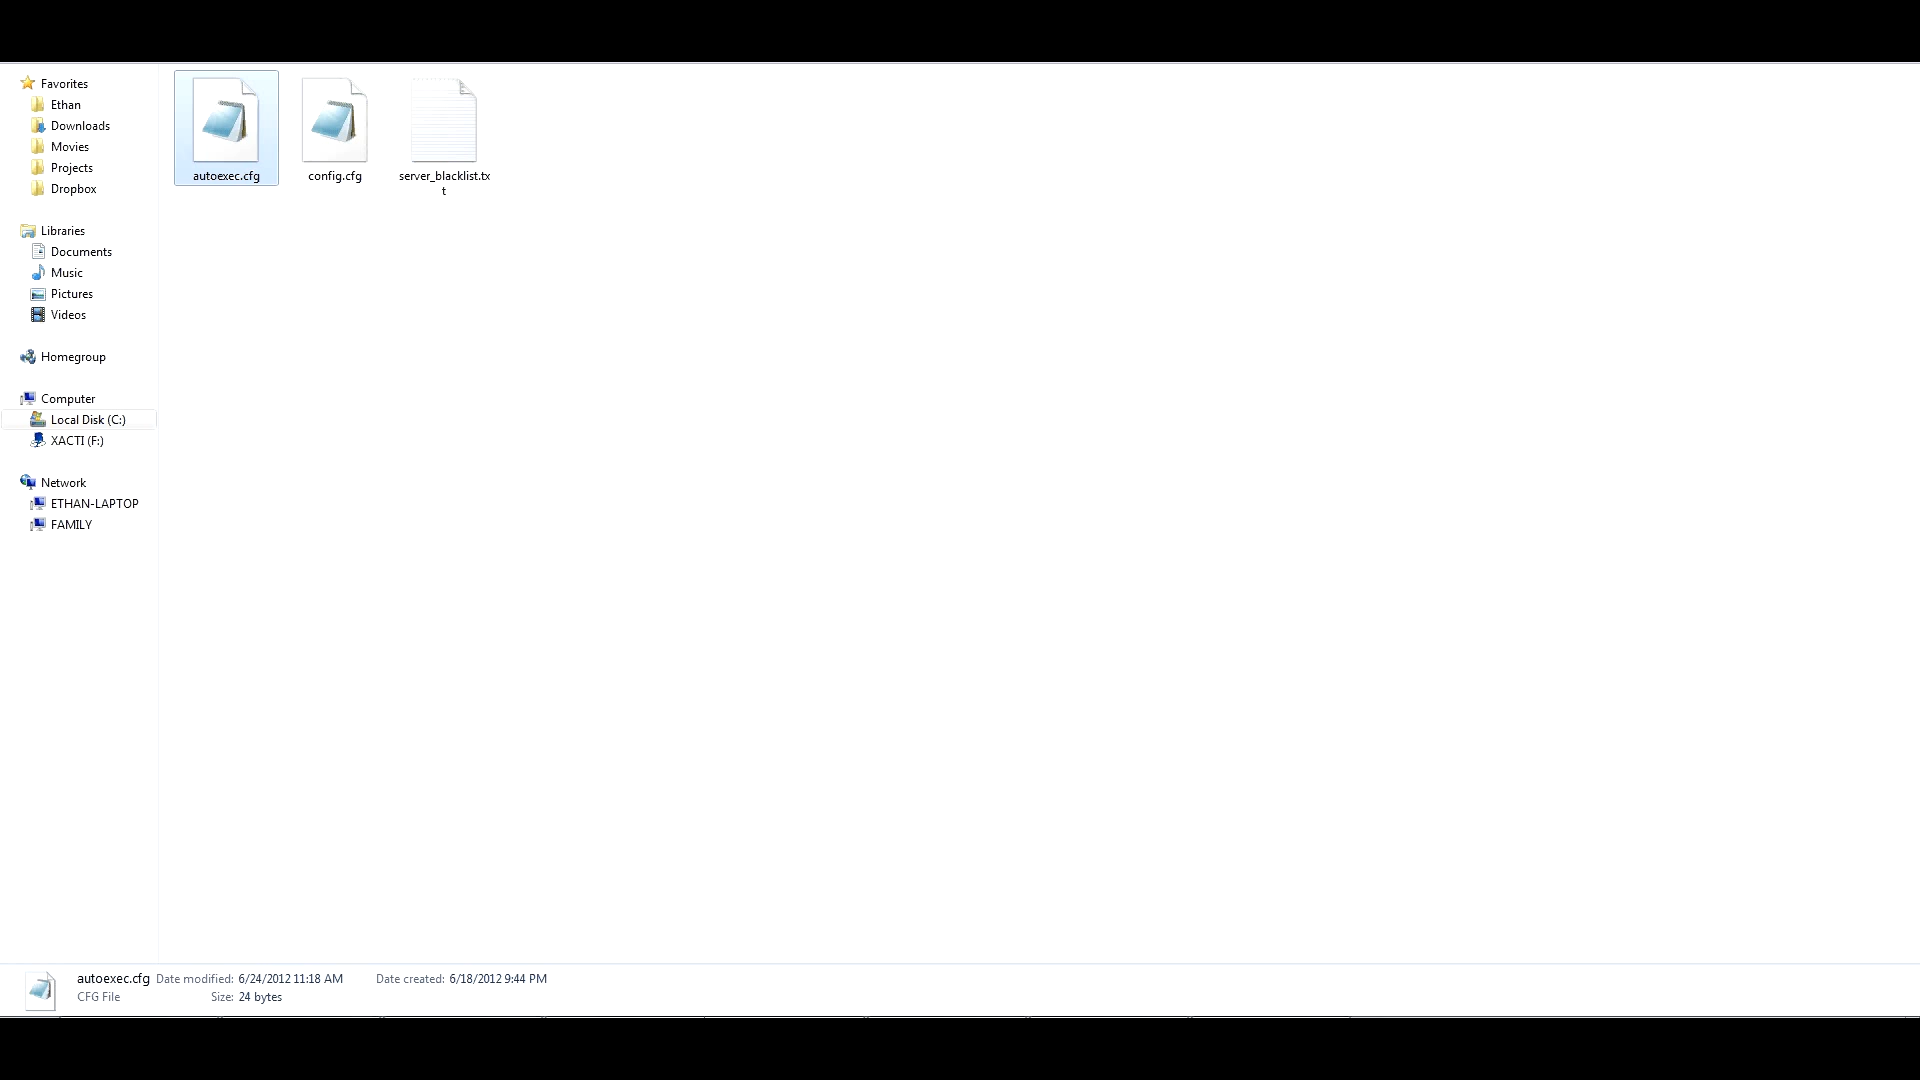 Favorites
Ethan
Downloads
Movies
Projects
Dropbox
Libraries
Documents
Music
Pictures
Videos
Homegroup
Computer
Local Disk (C:)
XACTI (F:)
Network
ETHAN-LAPTOP
FAMILY
autoexec.cfg
config.cfg
server_blacklist.tx
t
autoexec.cfg Date modified: 6/24/2012 11:18 AM Date created: 6/18/2012 9:44 PM
CFG File Size: 24 bytes